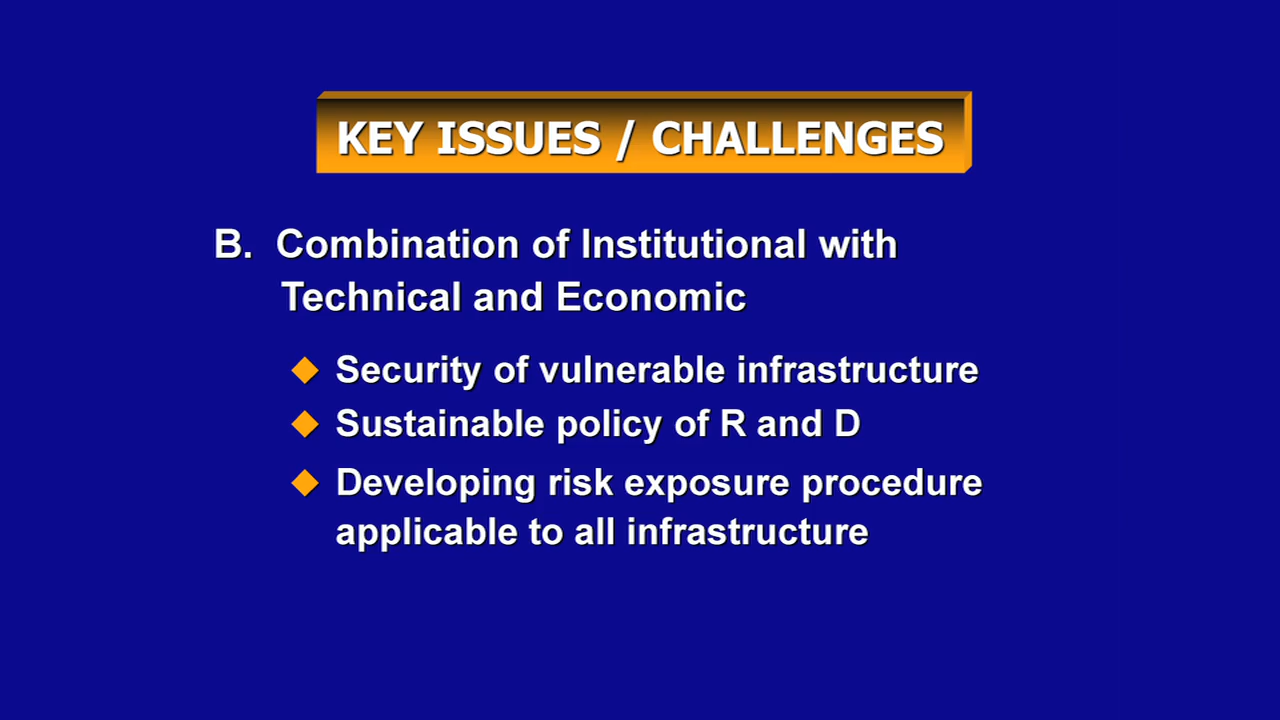 KEY ISSUES / CHALLENGES
B. Combination of Institutional with
Technical and Economic
Security of vulnerable infrastructure
Sustainable policy of R and D
Developing risk exposure procedure
applicable to all infrastructure